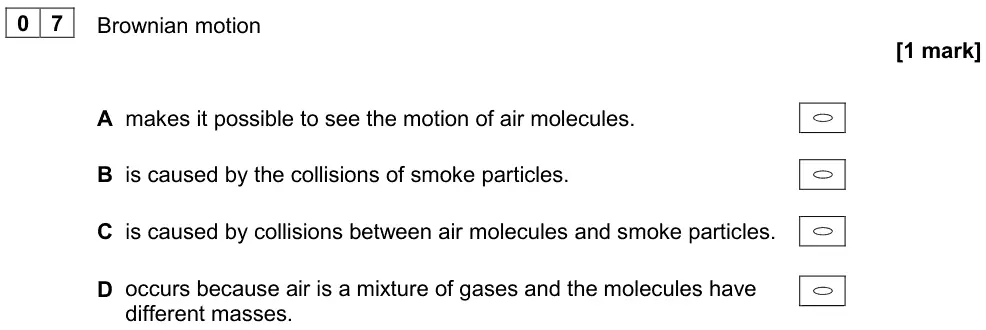 0 7 Brownian motion
[1 mark]
A makes it possible to see the motion of air molecules.
B is caused by the collisions of smoke particles.
C is caused by collisions between air molecules and smoke particles.
D occurs because air is a mixture of gases and the molecules have
different masses.